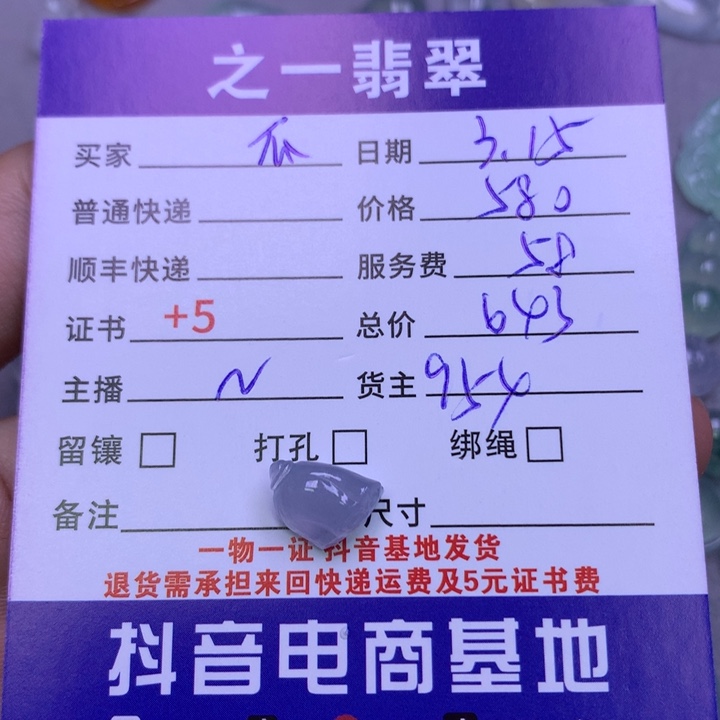 之一翡翠
买家 瓜 日期 3.15
普通快递 价格 580
顺丰快递 服务费 58
证书 +5 总价 643
主播 N 货主 954
留镶 打孔 绑绳
备注 尺寸
一物一证 抖音基地发货
退货需承担来回快递运费及5元证书费
抖音电商基地